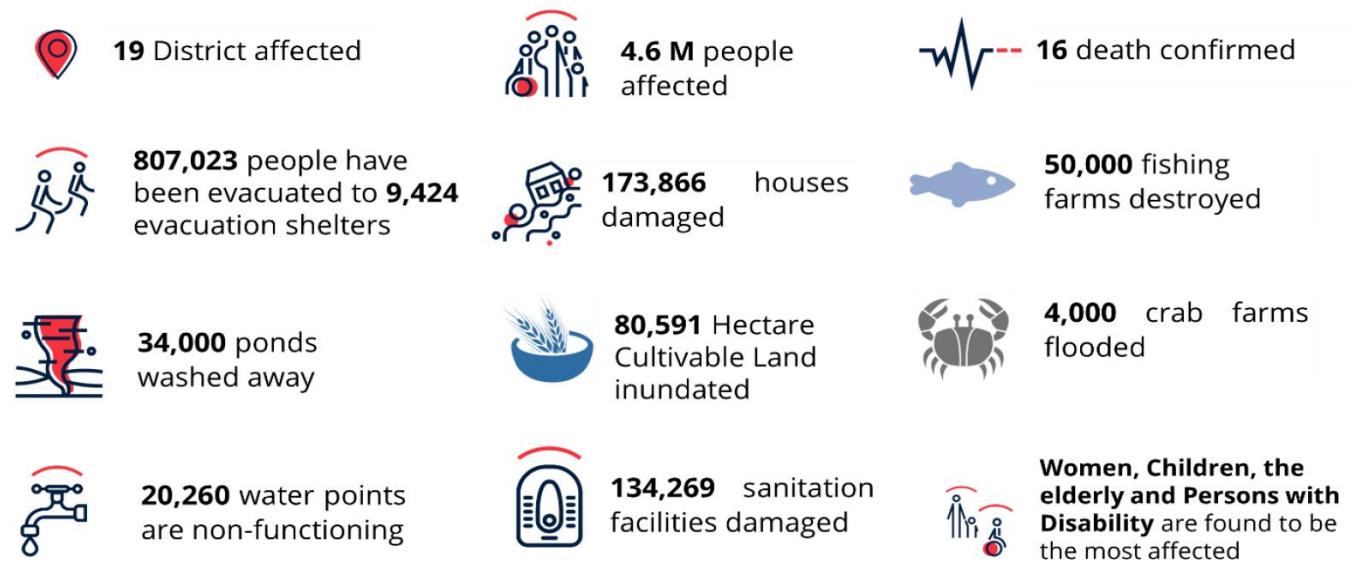 19 District affected
4.6 M people
affected
16 death confirmed
807,023 people have
been evacuated to 9,424
evacuation shelters
173,866 houses
damaged
50,000 fishing
farms destroyed
34,000 ponds
washed away
80,591 Hectare
Cultivable Land
inundated
4,000 crab farms
flooded
20,260 water points
are non-functioning
134,269 sanitation
facilities damaged
Women, Children, the
elderly and Persons with
Disability are found to be
the most affected